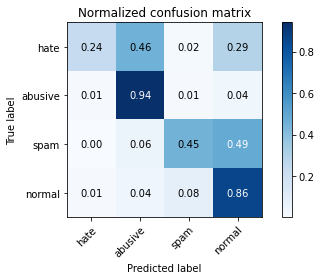 Normalized confusion matrix
hate 0.24 0.46 0.02 0.29
abusive 0.01 0.94 0.01 0.04
spam 0.00 0.06 0.45 0.49
normal 0.01 0.04 0.08 0.86
hate abusive spam normal
True label
Predicted label
0.8
0.6
0.4
0.2